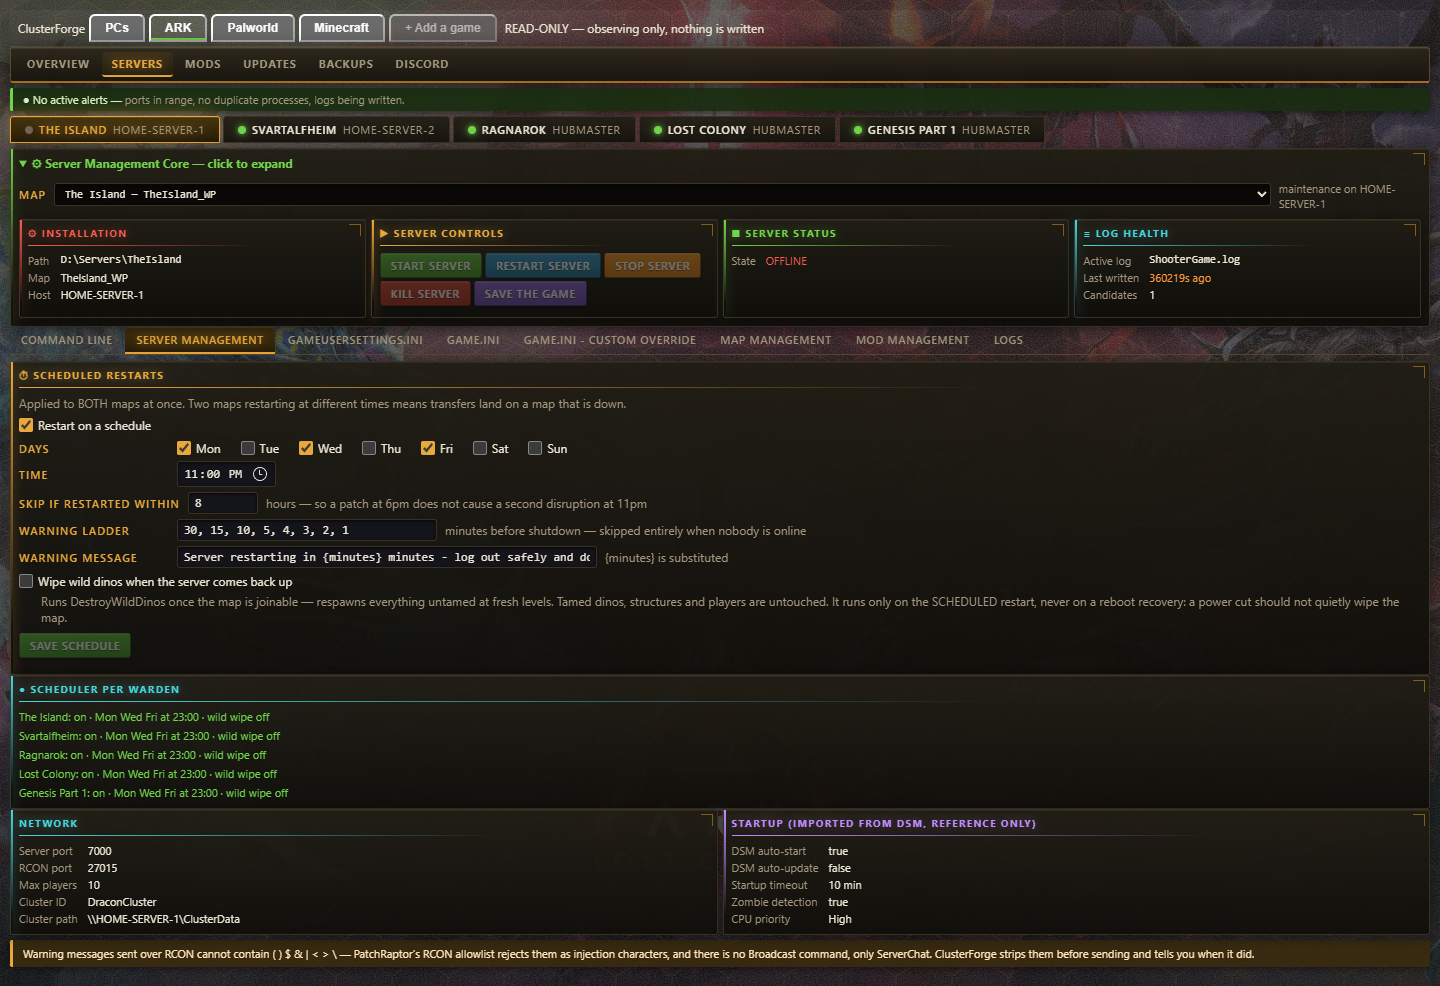 ClusterForge PCs ARK Palworld Minecraft + Add a game READ-ONLY — observing only, nothing is written
OVERVIEW SERVERS MODS UPDATES BACKUPS DISCORD
● No active alerts — ports in range, no duplicate processes, logs being written.
THE ISLAND HOME-SERVER-1 SVARTALFHEIM HOME-SERVER-2 RAGNAROK HUBMASTER LOST COLONY HUBMASTER GENESIS PART 1 HUBMASTER
▼ ⚙ Server Management Core — click to expand
MAP The Island — TheIsland_WP maintenance on HOME-
SERVER-1
⚙ INSTALLATION
Path D:\Servers\TheIsland
Map TheIsland_WP
Host HOME-SERVER-1
▶ SERVER CONTROLS
START SERVER RESTART SERVER STOP SERVER
KILL SERVER SAVE THE GAME
■ SERVER STATUS
State OFFLINE
≡ LOG HEALTH
Active log ShooterGame.log
Last written 360219s ago
Candidates 1
COMMAND LINE SERVER MANAGEMENT GAMEUSERSETTINGS.INI GAME.INI GAME.INI - CUSTOM OVERRIDE MAP MANAGEMENT MOD MANAGEMENT LOGS
⏱ SCHEDULED RESTARTS
Applied to BOTH maps at once. Two maps restarting at different times means transfers land on a map that is down.
Restart on a schedule
DAYS Mon Tue Wed Thu Fri Sat Sun
TIME 11:00 PM
SKIP IF RESTARTED WITHIN 8 hours — so a patch at 6pm does not cause a second disruption at 11pm
WARNING LADDER 30, 15, 10, 5, 4, 3, 2, 1 minutes before shutdown — skipped entirely when nobody is online
WARNING MESSAGE Server restarting in {minutes} minutes - log out safely and dc {minutes} is substituted
Wipe wild dinos when the server comes back up
Runs DestroyWildDinos once the map is joinable — respawns everything untamed at fresh levels. Tamed dinos, structures and players are untouched. It runs only on the SCHEDULED restart, never on a reboot recovery: a power cut should not quietly wipe the
map.
SAVE SCHEDULE
● SCHEDULER PER WARDEN
The Island: on · Mon Wed Fri at 23:00 · wild wipe off
Svartalfheim: on · Mon Wed Fri at 23:00 · wild wipe off
Ragnarok: on · Mon Wed Fri at 23:00 · wild wipe off
Lost Colony: on · Mon Wed Fri at 23:00 · wild wipe off
Genesis Part 1: on · Mon Wed Fri at 23:00 · wild wipe off
NETWORK
Server port 7000
RCON port 27015
Max players 10
Cluster ID DraconCluster
Cluster path \\HOME-SERVER-1\ClusterData
STARTUP (IMPORTED FROM DSM, REFERENCE ONLY)
DSM auto-start true
DSM auto-update false
Startup timeout 10 min
Zombie detection true
CPU priority High
Warning messages sent over RCON cannot contain ( ) $ & | < > \ — PatchRaptor's RCON allowlist rejects them as injection characters, and there is no Broadcast command, only ServerChat. ClusterForge strips them before sending and tells you when it did.